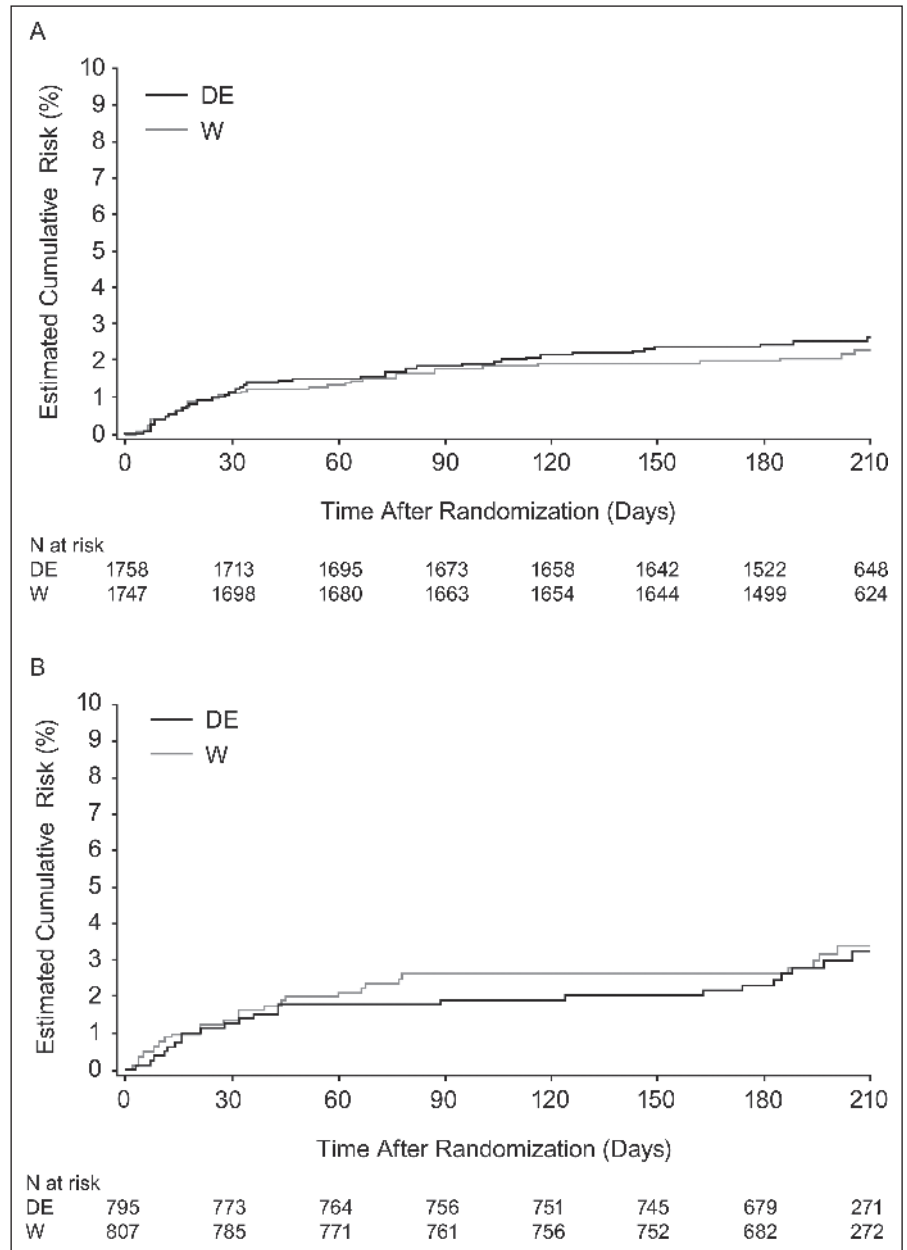 A
10
9
8
7
6
5
4
3
2
1
0
Estimated Cumulative Risk (%)
DE
W
0 30 60 90 120 150 180 210
Time After Randomization (Days)
N at risk
DE 1758 1713 1695 1673 1658 1642 1522 648
W 1747 1698 1680 1663 1654 1644 1499 624
B
10
9
8
7
6
5
4
3
2
1
0
Estimated Cumulative Risk (%)
DE
W
0 30 60 90 120 150 180 210
Time After Randomization (Days)
N at risk
DE 795 773 764 756 751 745 679 271
W 807 785 771 761 756 752 682 272